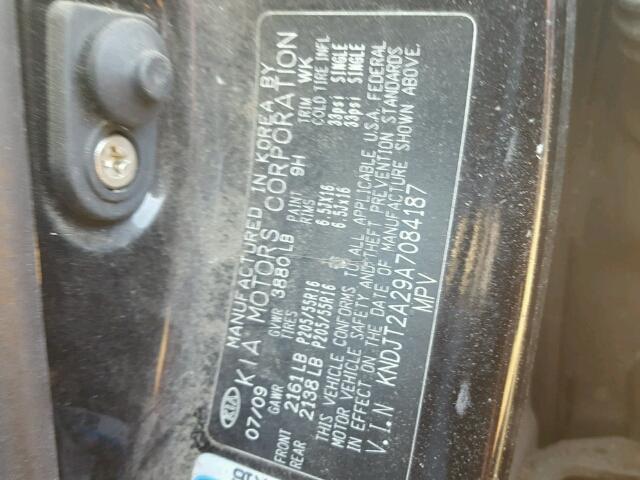 MANUFACTURED IN KOREA BY
KIA 07/09 KIA MOTORS CORPORATION
GVWR 3880LB PAINT 9H TRIM WK
GAWR TIRES RIMS COLD TIRE INFL
FRONT 2161LB P205/55R16 6.5JX16 33psi SINGLE
REAR 2138LB P205/55R16 6.5Jx16 33psi SINGLE
THIS VEHICLE CONFORMS TO ALL APPLICABLE U.S.A. FEDERAL
MOTOR VEHICLE SAFETY AND THEFT PREVENTION STANDARDS
IN EFFECT ON THE DATE OF MANUFACTURE SHOWN ABOVE.
V.I.N KNDJT2A29A7084187
MPV